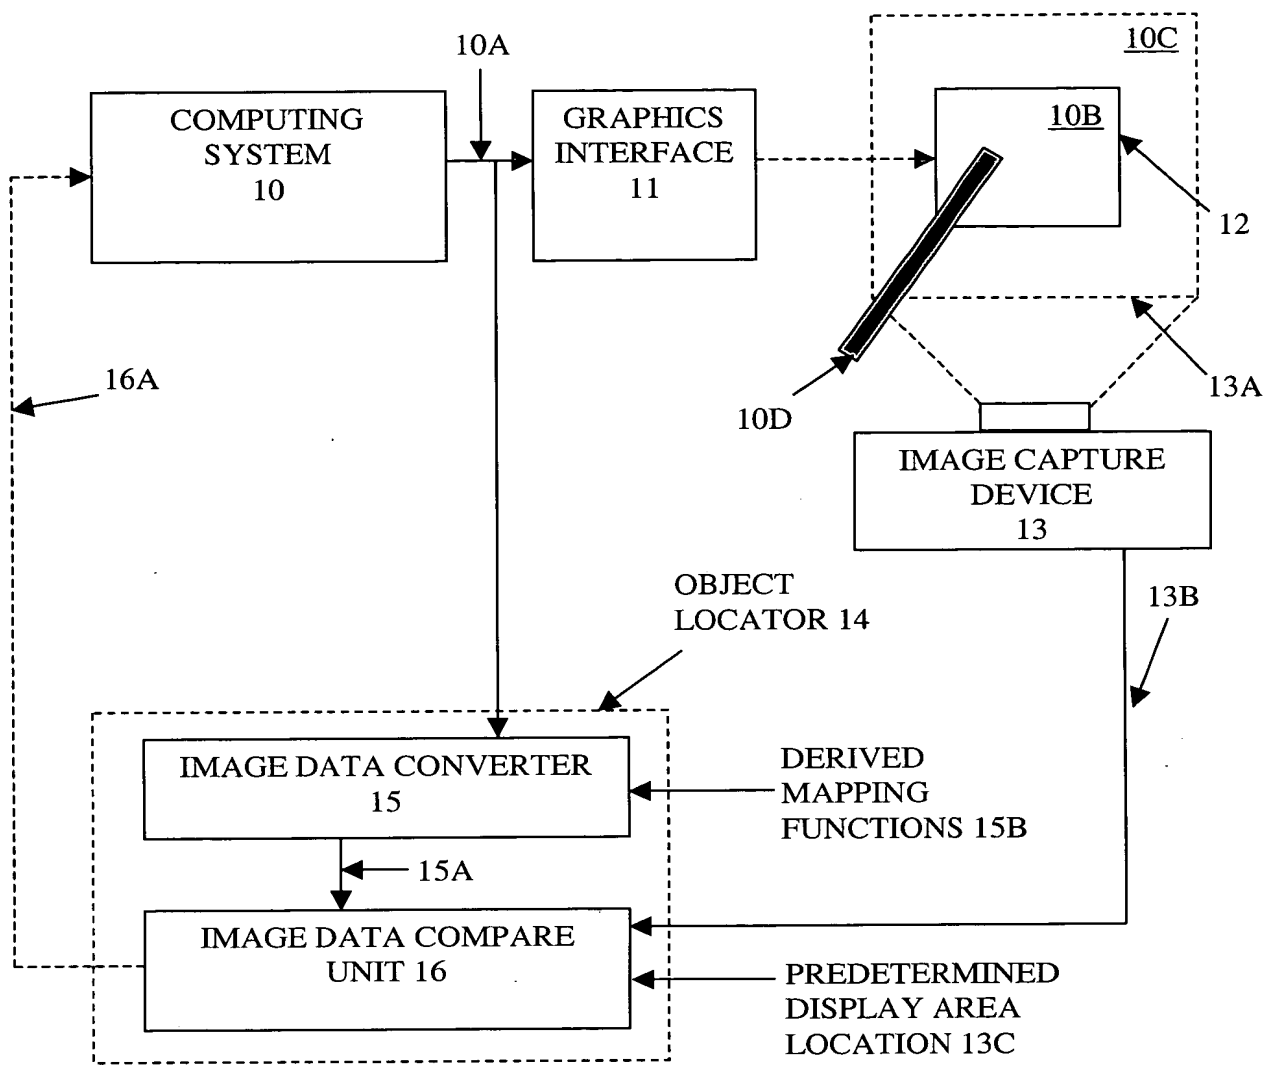 10A
10C
COMPUTING
SYSTEM
10
GRAPHICS
INTERFACE
11
10B
12
16A
10D
13A
IMAGE CAPTURE
DEVICE
13
OBJECT
LOCATOR 14
13B
IMAGE DATA CONVERTER
15
DERIVED
MAPPING
FUNCTIONS 15B
15A
IMAGE DATA COMPARE
UNIT 16
PREDETERMINED
DISPLAY AREA
LOCATION 13C